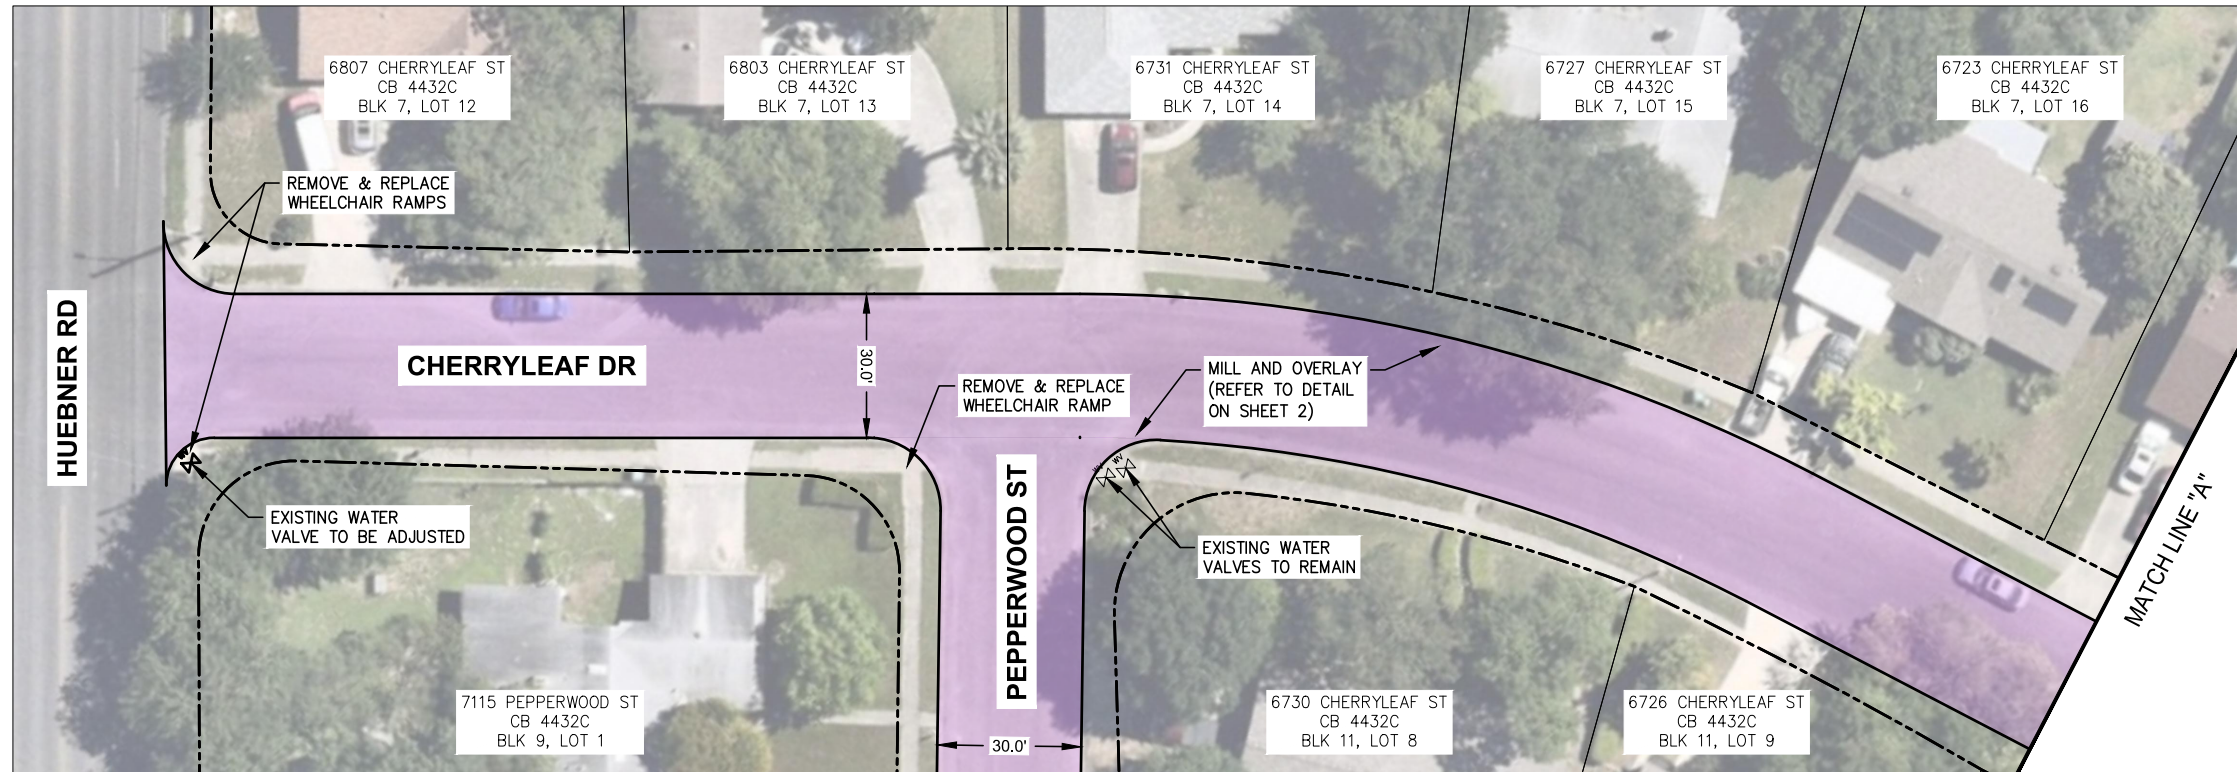 6807 CHERRYLEAF ST
CB 4432C
BLK 7, LOT 12
6803 CHERRYLEAF ST
CB 4432C
BLK 7, LOT 13
6731 CHERRYLEAF ST
CB 4432C
BLK 7, LOT 14
6727 CHERRYLEAF ST
CB 4432C
BLK 7, LOT 15
6723 CHERRYLEAF ST
CB 4432C
BLK 7, LOT 16
REMOVE & REPLACE
WHEELCHAIR RAMPS
HUEBNER RD
CHERRYLEAF DR
30.0'
REMOVE & REPLACE
WHEELCHAIR RAMP
MILL AND OVERLAY
(REFER TO DETAIL
ON SHEET 2)
WV
WV
WV
EXISTING WATER
VALVE TO BE ADJUSTED
PEPPERWOOD ST
EXISTING WATER
VALVES TO REMAIN
MATCH LINE "A"
7115 PEPPERWOOD ST
CB 4432C
BLK 9, LOT 1
30.0'
6730 CHERRYLEAF ST
CB 4432C
BLK 11, LOT 8
6726 CHERRYLEAF ST
CB 4432C
BLK 11, LOT 9